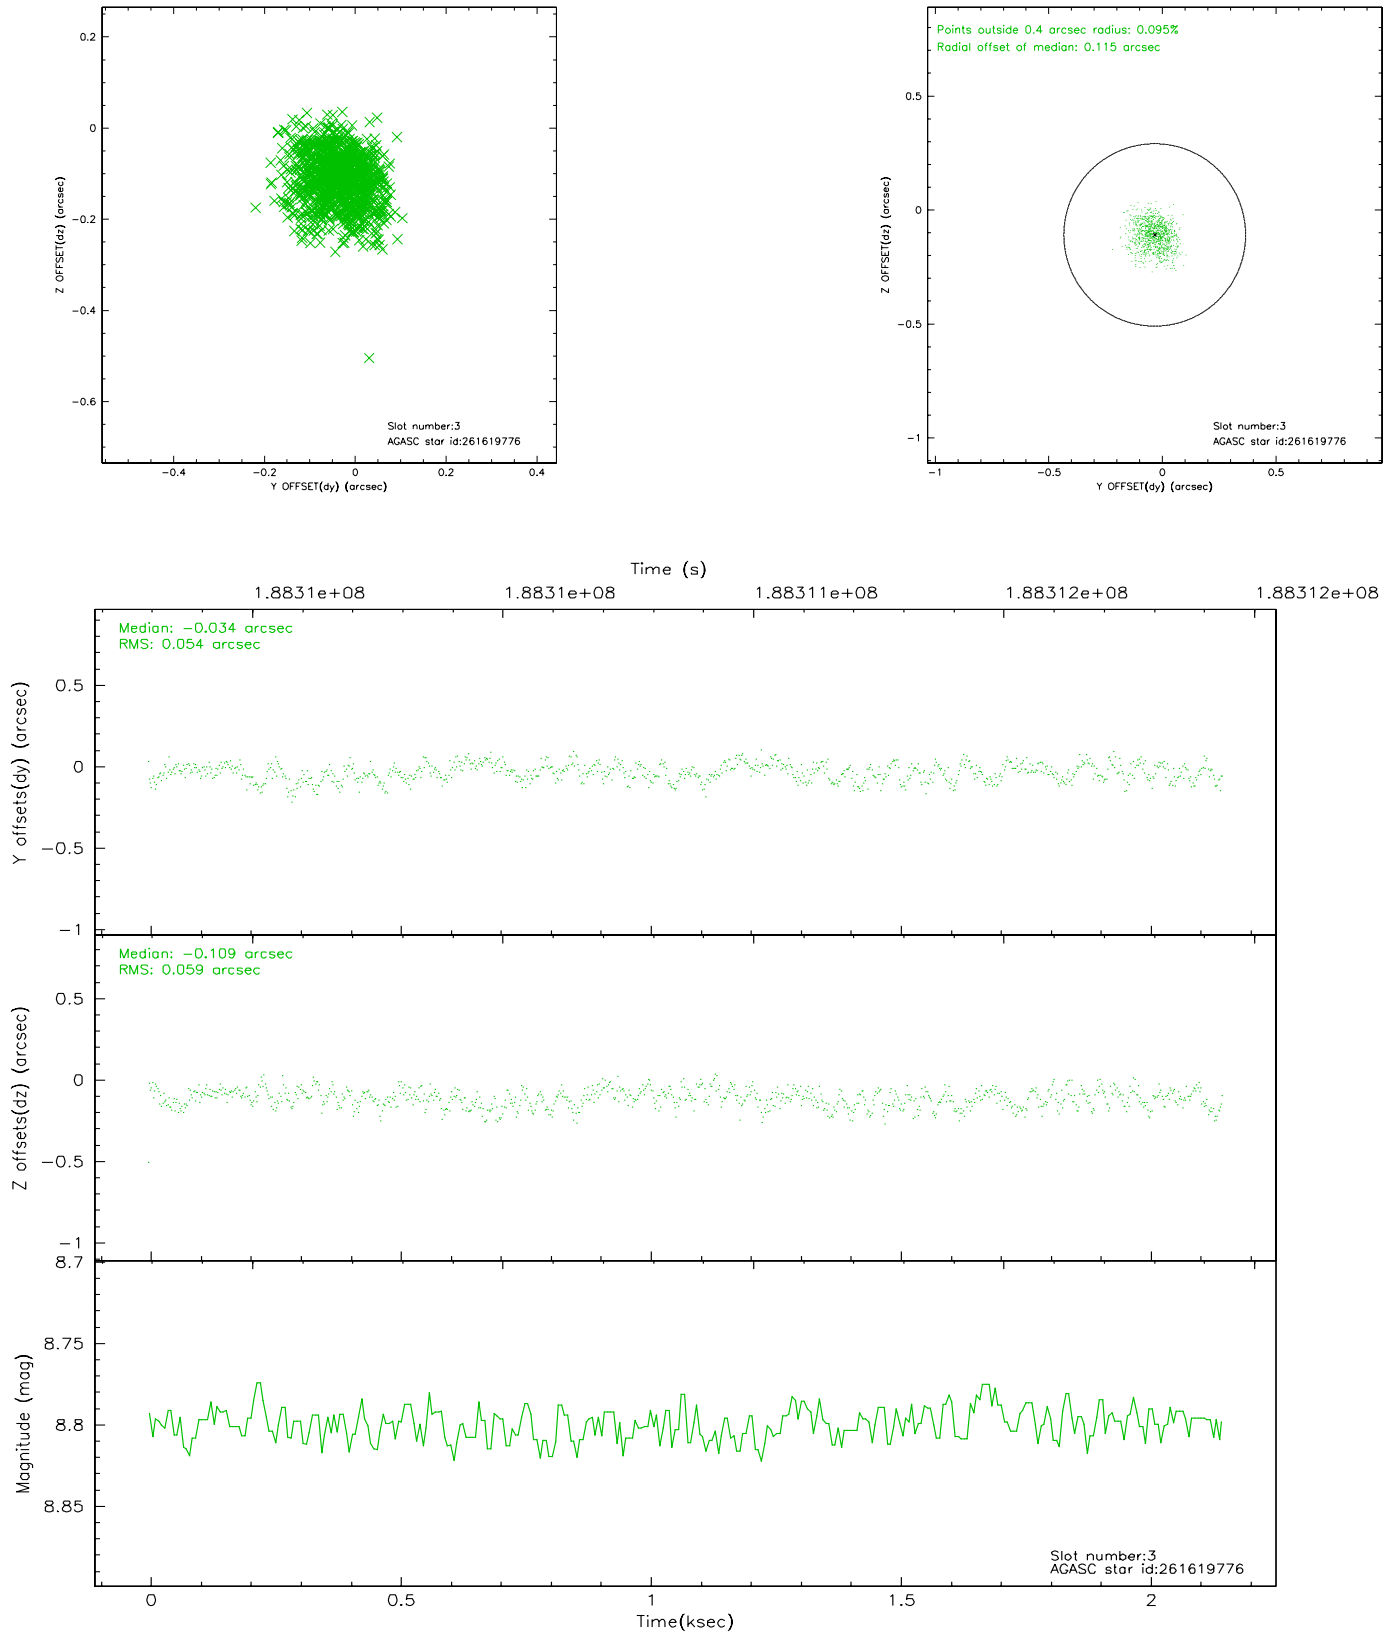 0.2
0
-0.2
-0.4
-0.6
Z OFFSET(dz) (arcsec)
Slot number:3
AGASC star id:261619776
-0.4
-0.2
0
0.2
0.4
Y OFFSET(dy) (arcsec)
Points outside 0.4 arcsec radius: 0.095%
Radial offset of median: 0.115 arcsec
0.5
0
-0.5
-1
Z OFFSET(dz) (arcsec)
Slot number:3
AGASC star id:261619776
-1
-0.5
0
0.5
Y OFFSET(dy) (arcsec)
Time (s)
1.8831e+08
1.8831e+08
1.88311e+08
1.88312e+08
1.88312e+08
Median: -0.034 arcsec
RMS: 0.054 arcsec
0.5
0
-0.5
-1
Y offsets(dy) (arcsec)
Median: -0.109 arcsec
RMS: 0.059 arcsec
0.5
0
-0.5
-1
Z offsets(dz) (arcsec)
8.7
8.75
8.8
8.85
Magnitude (mag)
Slot number:3
AGASC star id:261619776
0
0.5
1
1.5
2
Time(ksec)